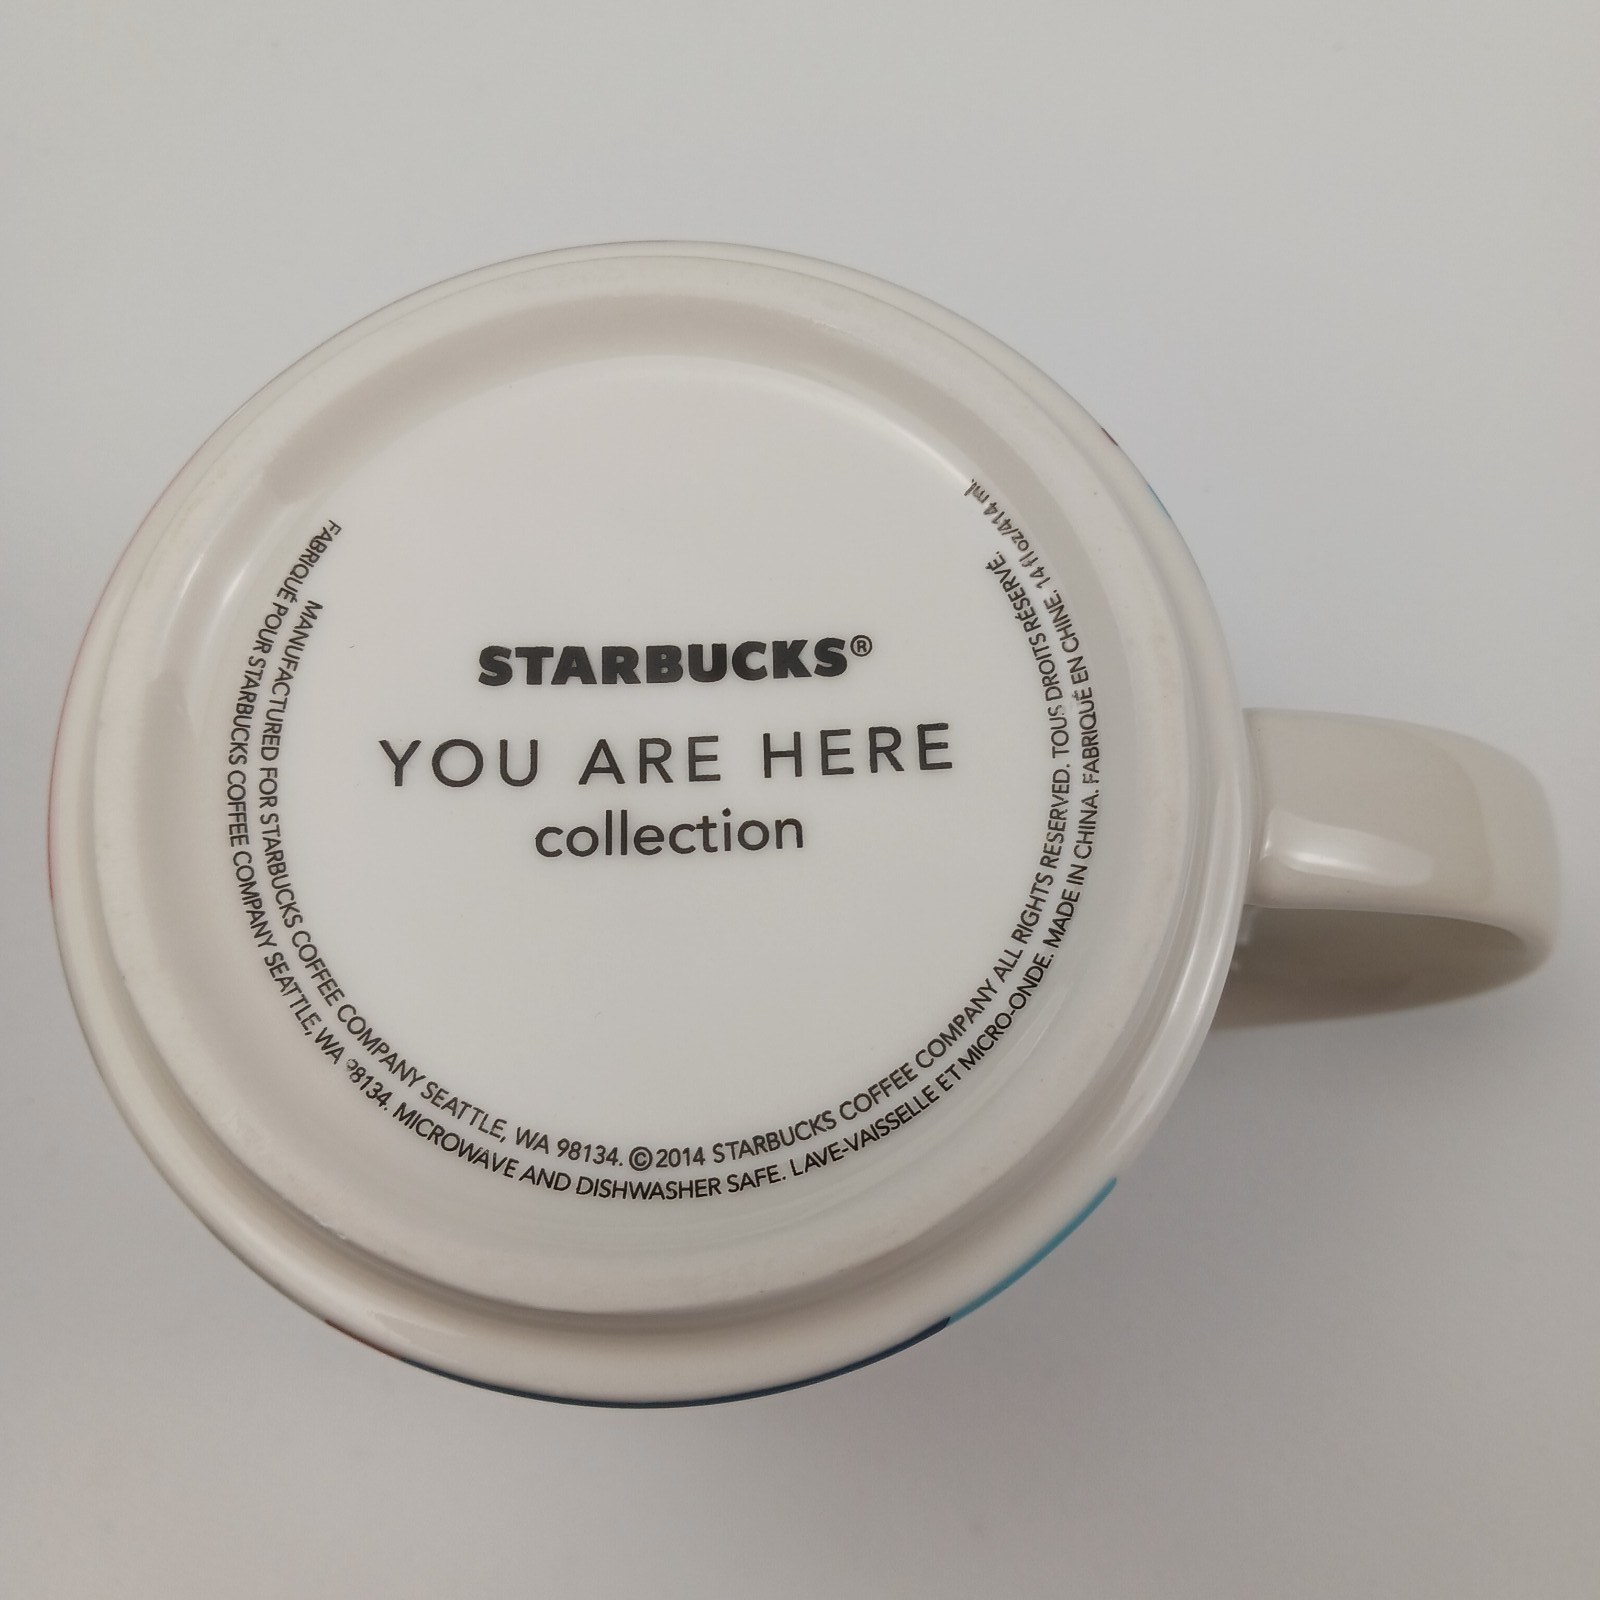 STARBUCKS®
YOU ARE HERE
collection
MANUFACTURED FOR STARBUCKS COFFEE COMPANY SEATTLE, WA 98134. ©2014 STARBUCKS COFFEE COMPANY ALL RIGHTS RESERVED. TOUS DROITS RÉSERVÉ.
FABRIQUÉ POUR STARBUCKS COFFEE COMPANY SEATTLE, WA 98134. MICROWAVE AND DISHWASHER SAFE. LAVE-VAISSELLE ET MICRO-ONDE. MADE IN CHINA. FABRIQUÉ EN CHINE. 14 fl oz/414 ml.